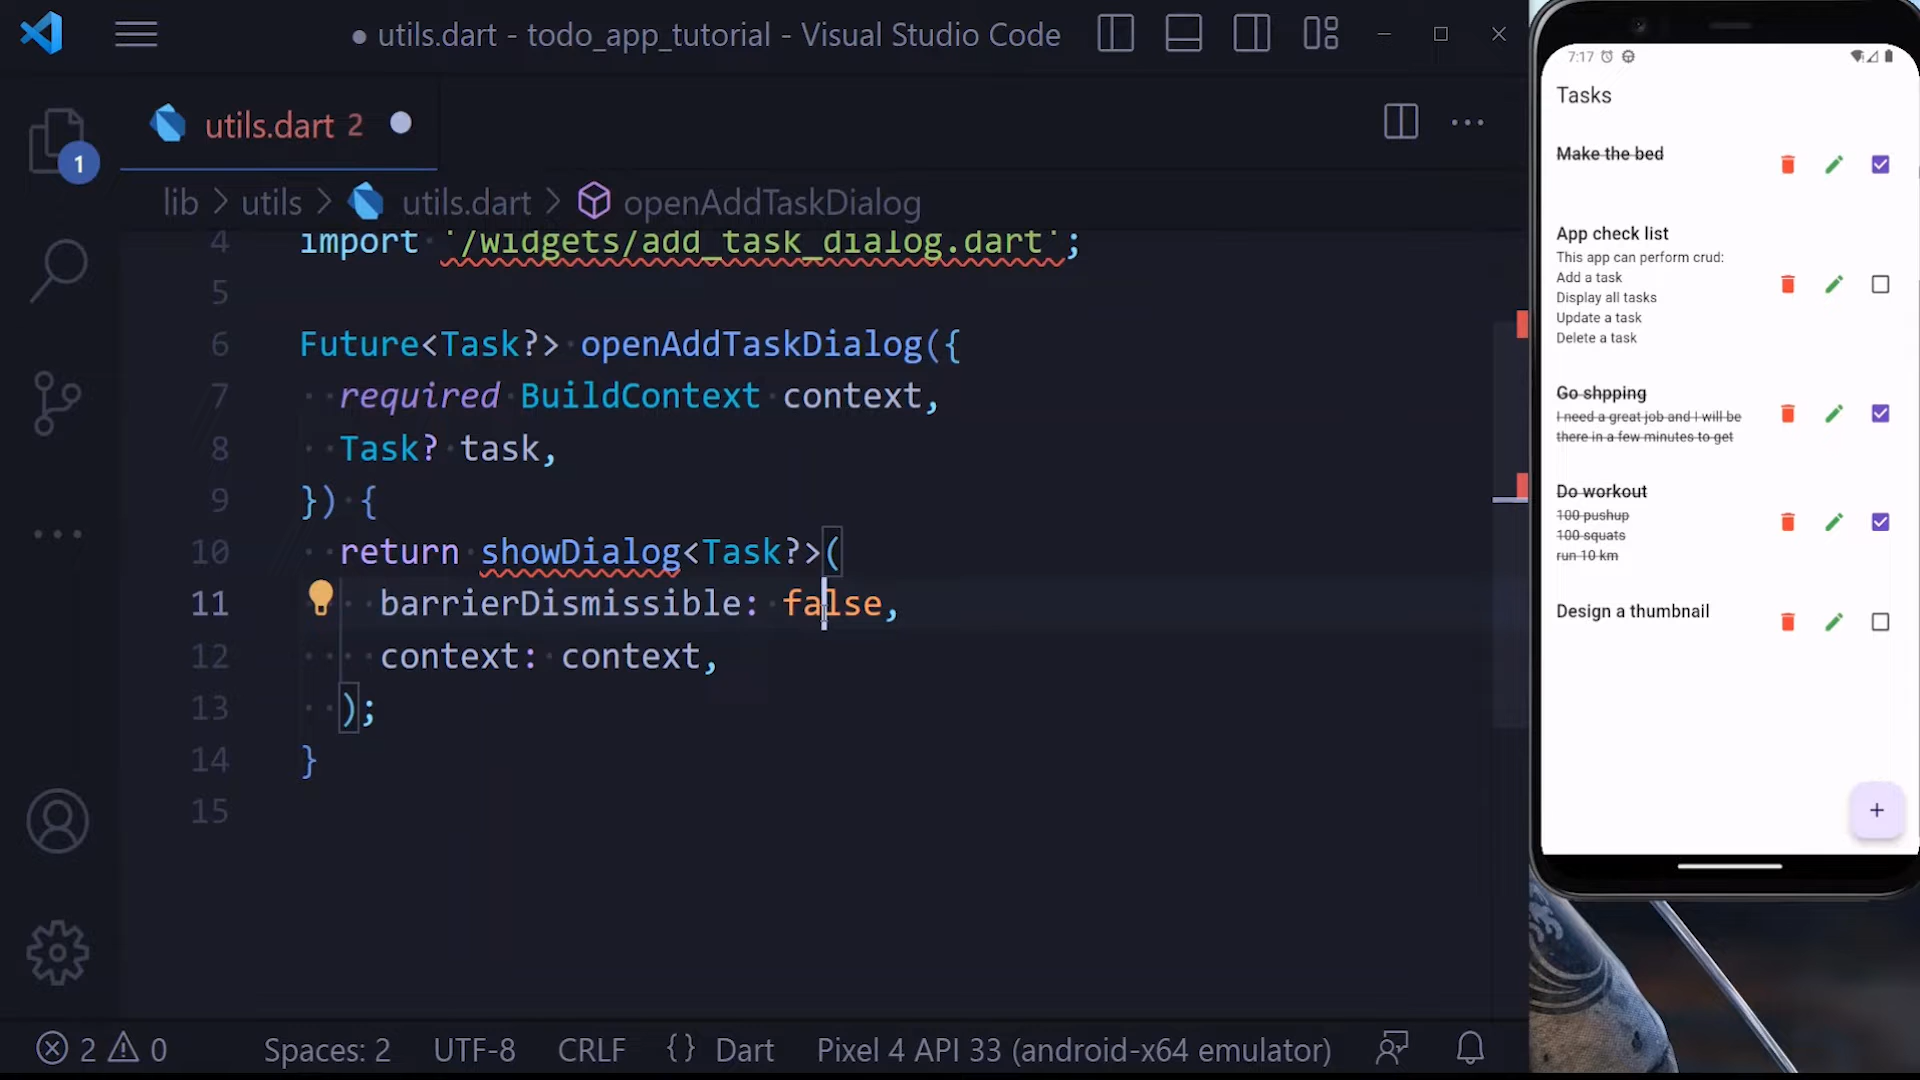 ● utils.dart - todo_app_tutorial - Visual Studio Code
1
utils.dart 2
lib > utils > utils.dart > openAddTaskDialog
4 import '/widgets/add_task_dialog.dart';
5
6 Future<Task?> openAddTaskDialog({
7 required BuildContext context,
8 Task? task,
9 }) {
10 return showDialog<Task?>(
11 barrierDismissible: false,
12 context: context,
13 );
14 }
15
2 0 Spaces: 2 UTF-8 CRLF {} Dart Pixel 4 API 33 (android-x64 emulator)
7:17
Tasks
Make the bed
App check list
This app can perform crud:
Add a task
Display all tasks
Update a task
Delete a task
Go shpping
I need a great job and I will be
there in a few minutes to get
Do workout
100 pushup
100 squats
run 10 km
Design a thumbnail
+